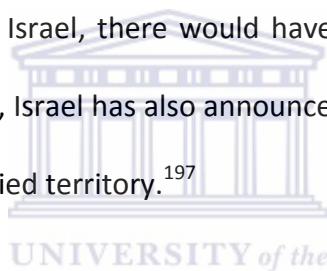 Israel, there would have
, Israel has also announce
ied territory.197
UNIVERSITY of the